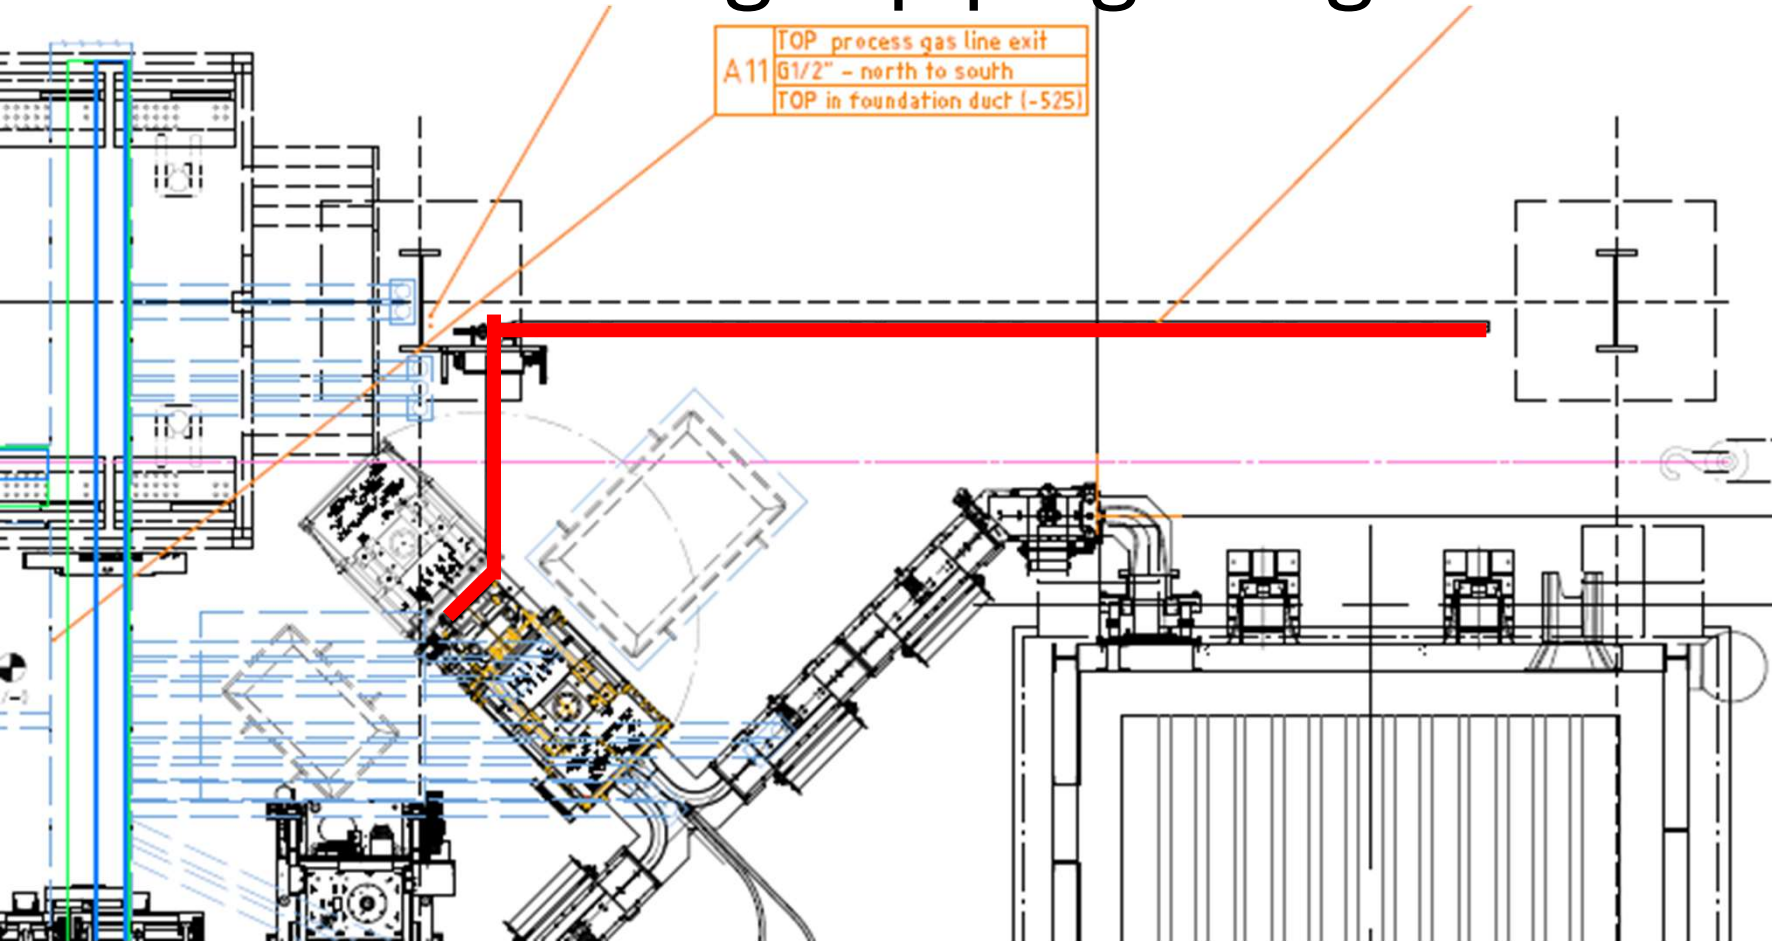 TOP process gas line exit
A11
G1/2" - north to south
TOP in foundation duct (-525)